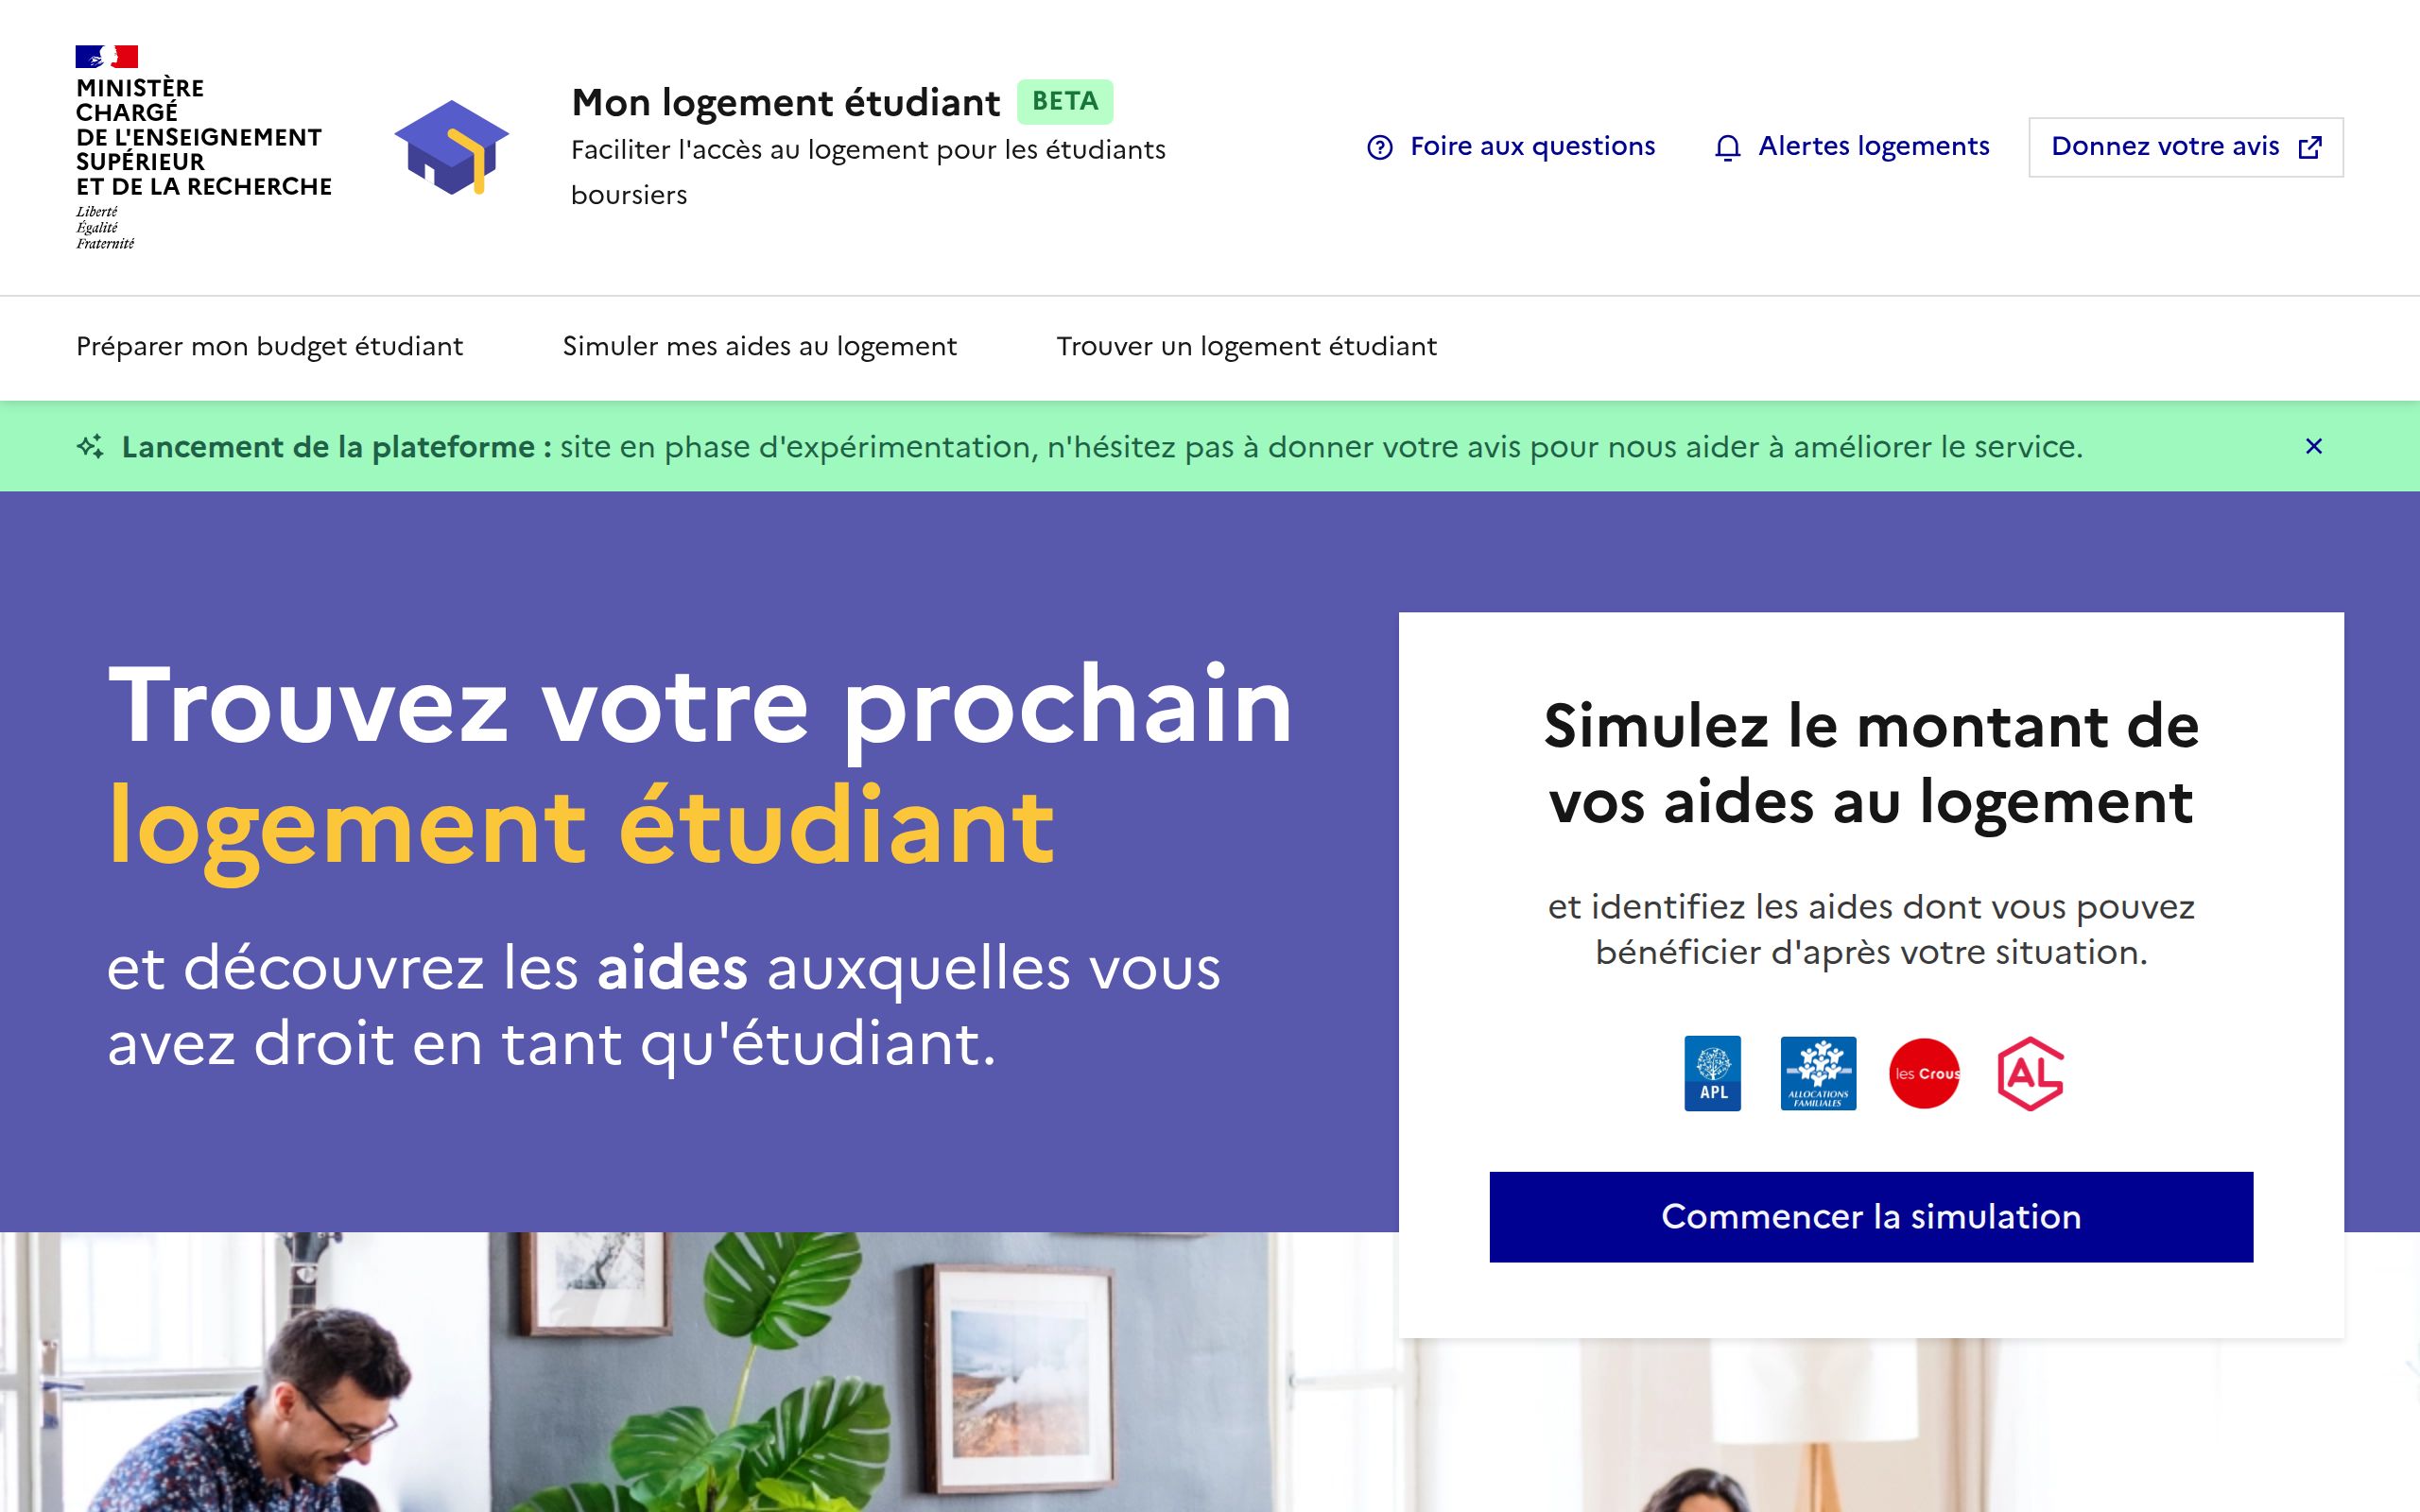 MINISTÈRE
CHARGÉ
DE L'ENSEIGNEMENT
SUPÉRIEUR
ET DE LA RECHERCHE
Liberté
Égalité
Fraternité
Mon logement étudiant BETA
Faciliter l'accès au logement pour les étudiants
boursiers
Foire aux questions
Alertes logements
Donnez votre avis
Préparer mon budget étudiant
Simuler mes aides au logement
Trouver un logement étudiant
Lancement de la plateforme : site en phase d'expérimentation, n'hésitez pas à donner votre avis pour nous aider à améliorer le service.
Trouvez votre prochain
logement étudiant
et découvrez les aides auxquelles vous
avez droit en tant qu'étudiant.
Simulez le montant de
vos aides au logement
et identifiez les aides dont vous pouvez
bénéficier d'après votre situation.
APL
ALLOCATIONS
FAMILIALES
les Crous
AL
Commencer la simulation